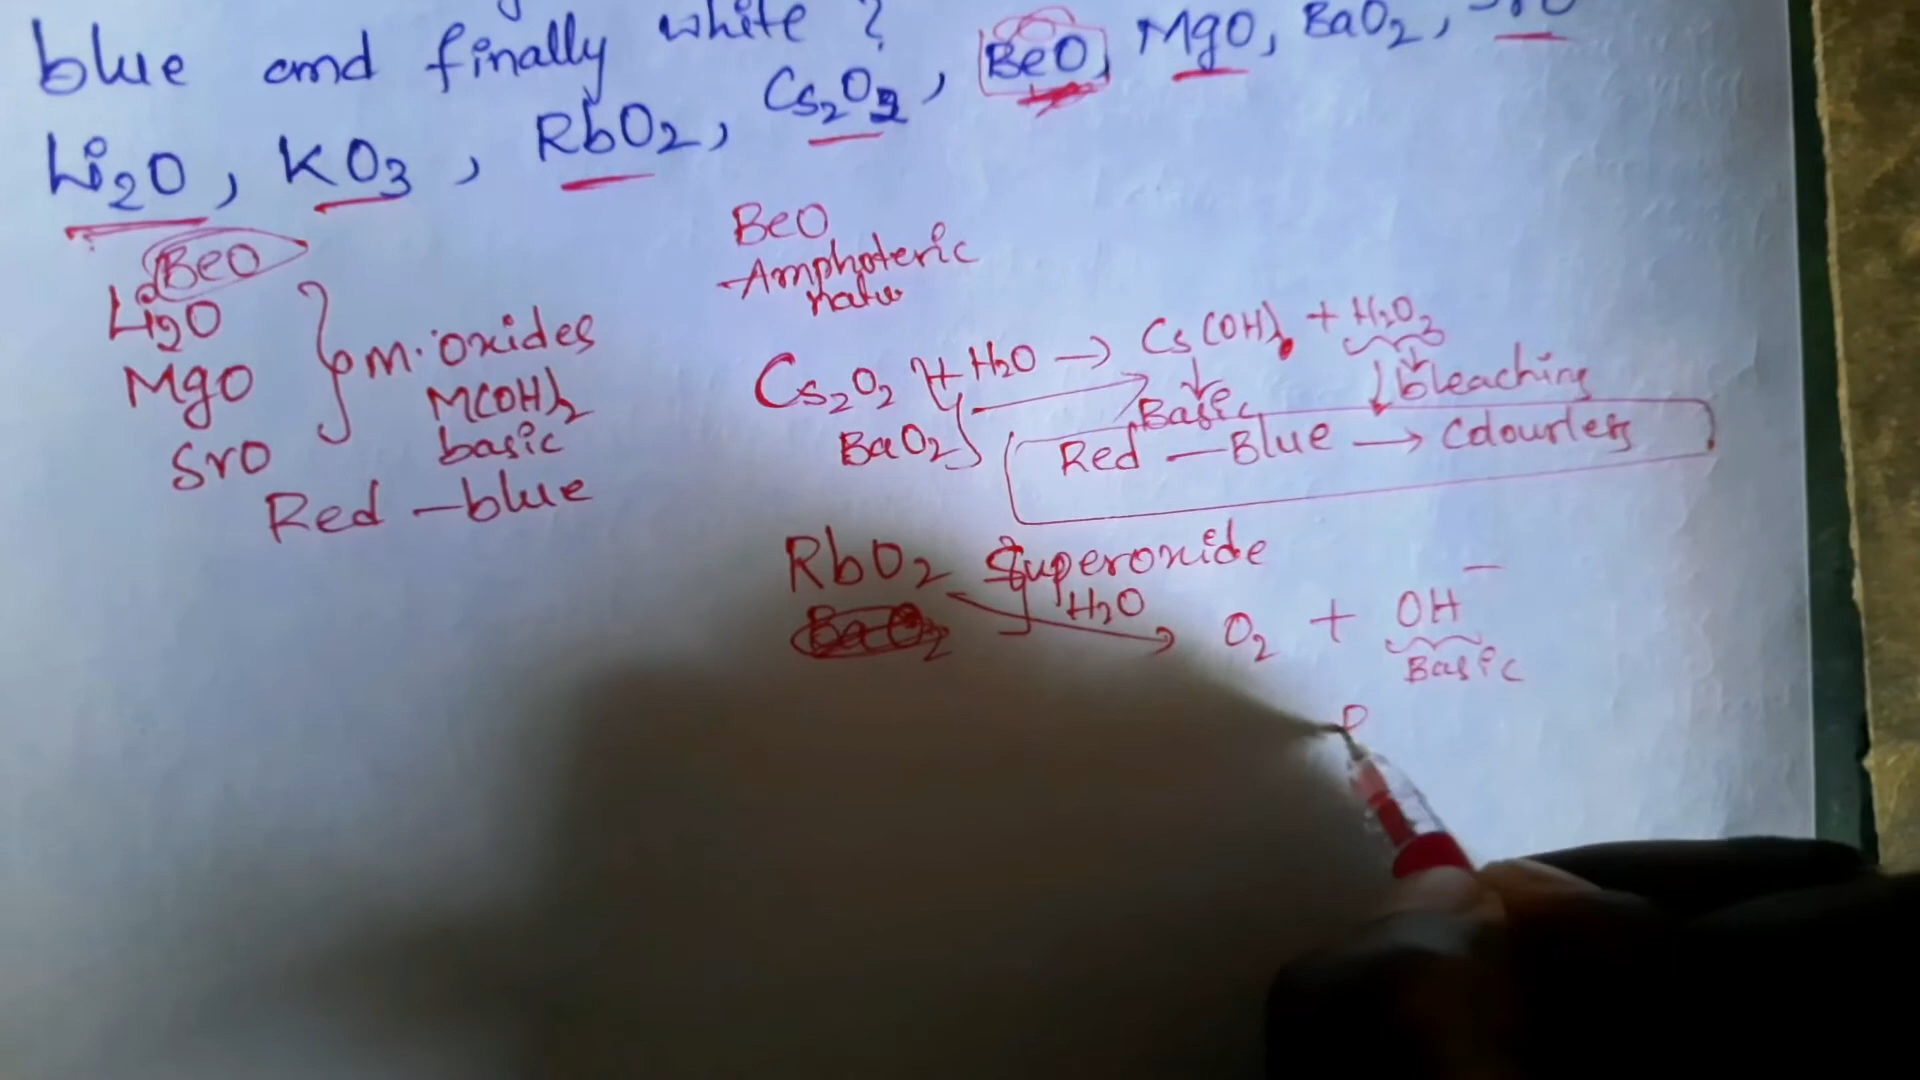 blue and finally white ? BeO, MgO, BaO2,
Li2O, KO3, RbO2, Cs2O2,
BeO
Li2O
MgO
SrO
M. oxides
M(OH)2
basic
Red - blue
BeO
-Amphoteric
nature
Cs2O2 + H2O → Cs(OH) + H2O2
BaO2
Basic
bleaching
Red - Blue → Colourless
RbO2 Superoxide
BaO2
H2O
O2 + OH⁻
Basic